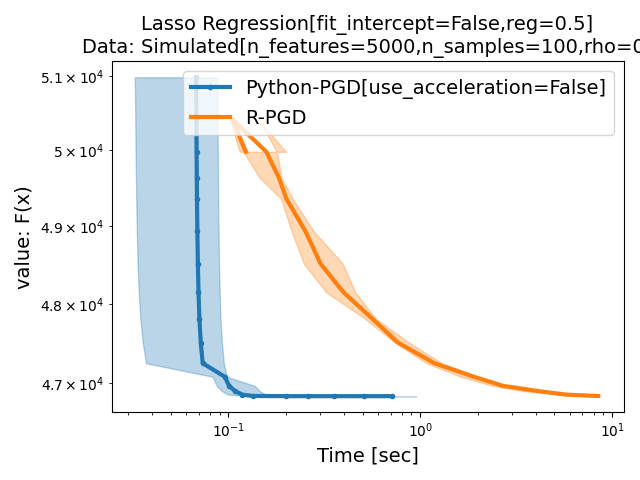 Lasso Regression[fit_intercept=False,reg=0.5]
Data: Simulated[n_features=5000,n_samples=100,rho=0
Python-PGD[use_acceleration=False]
R-PGD
value: F(x)
5.1 × 10⁴
5 × 10⁴
4.9 × 10⁴
4.8 × 10⁴
4.7 × 10⁴
10⁻¹
10⁰
10¹
Time [sec]